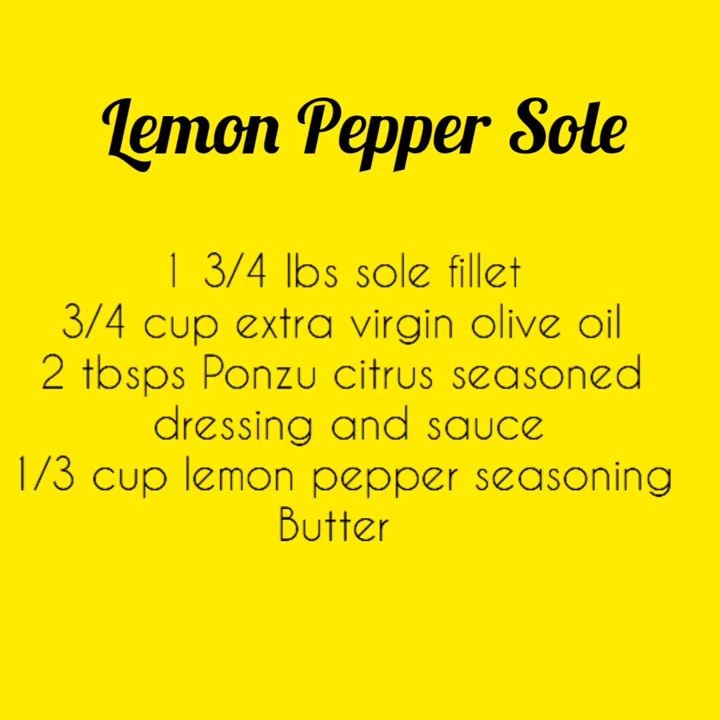 Lemon Pepper Sole
1 3/4 lbs sole fillet
3/4 cup extra virgin olive oil
2 tbsps Ponzu citrus seasoned
dressing and sauce
1/3 cup lemon pepper seasoning
Butter